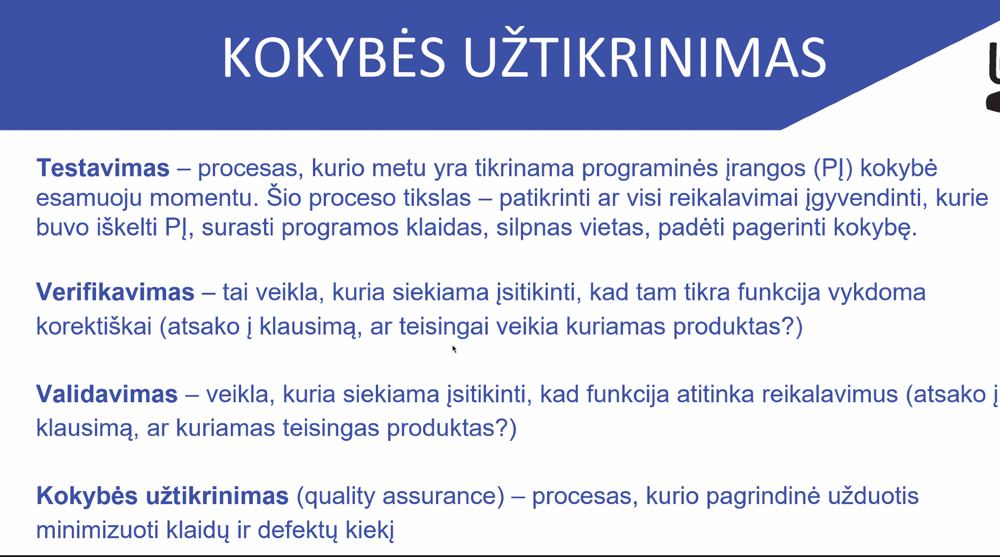 KOKYBĖS UŽTIKRINIMAS
Testavimas – procesas, kurio metu yra tikrinama programinės įrangos (PĮ) kokybė
esamuoju momentu. Šio proceso tikslas – patikrinti ar visi reikalavimai įgyvendinti, kurie
buvo iškelti PĮ, surasti programos klaidas, silpnas vietas, padėti pagerinti kokybę.
Verifikavimas – tai veikla, kuria siekiama įsitikinti, kad tam tikra funkcija vykdoma
korektiškai (atsako į klausimą, ar teisingai veikia kuriamas produktas?)
Validavimas – veikla, kuria siekiama įsitikinti, kad funkcija atitinka reikalavimus (atsako į
klausimą, ar kuriamas teisingas produktas?)
Kokybės užtikrinimas (quality assurance) – procesas, kurio pagrindinė užduotis
minimizuoti klaidų ir defektų kiekį